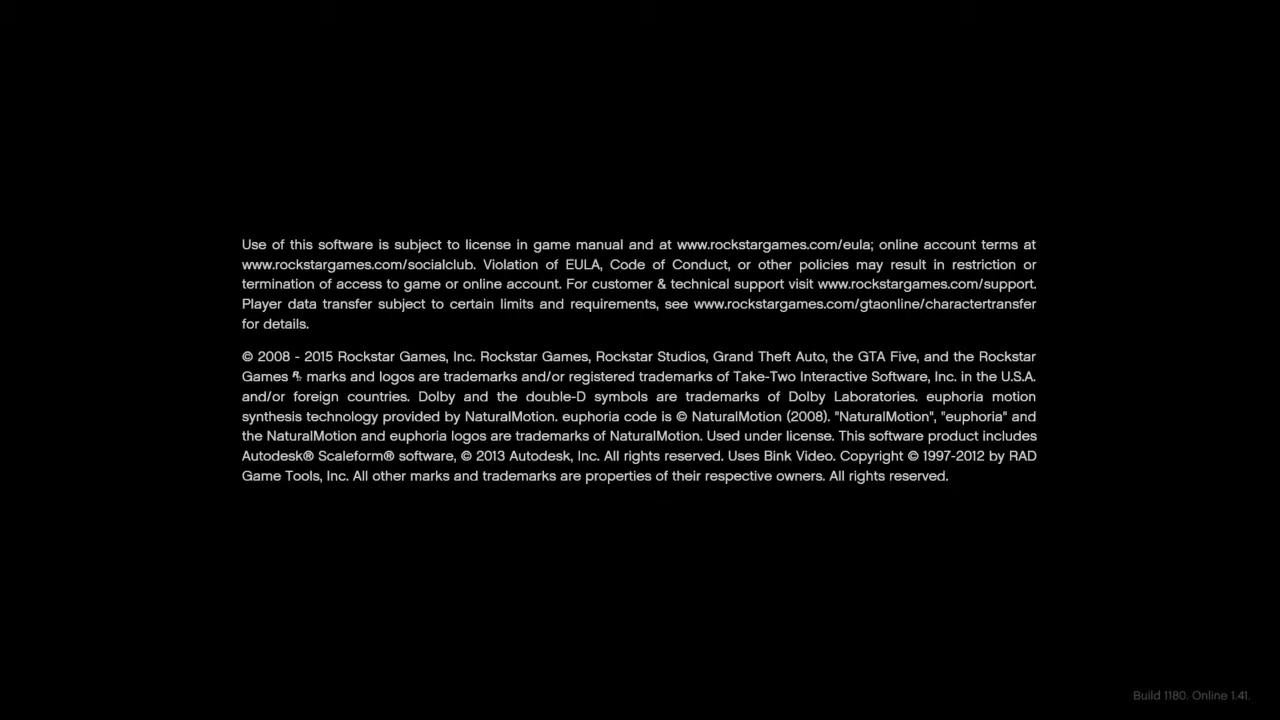 Use of this software is subject to license in game manual and at www.rockstargames.com/eula; online account terms at
www.rockstargames.com/socialclub. Violation of EULA, Code of Conduct, or other policies may result in restriction or
termination of access to game or online account. For customer & technical support visit www.rockstargames.com/support.
Player data transfer subject to certain limits and requirements, see www.rockstargames.com/gtaonline/charactertransfer
for details.
© 2008 - 2015 Rockstar Games, Inc. Rockstar Games, Rockstar Studios, Grand Theft Auto, the GTA Five, and the Rockstar
Games R* marks and logos are trademarks and/or registered trademarks of Take-Two Interactive Software, Inc. in the U.S.A.
and/or foreign countries. Dolby and the double-D symbols are trademarks of Dolby Laboratories. euphoria motion
synthesis technology provided by NaturalMotion. euphoria code is © NaturalMotion (2008). "NaturalMotion", "euphoria" and
the NaturalMotion and euphoria logos are trademarks of NaturalMotion. Used under license. This software product includes
Autodesk® Scaleform® software, © 2013 Autodesk, Inc. All rights reserved. Uses Bink Video. Copyright © 1997-2012 by RAD
Game Tools, Inc. All other marks and trademarks are properties of their respective owners. All rights reserved.
Build 1180. Online 1.41.